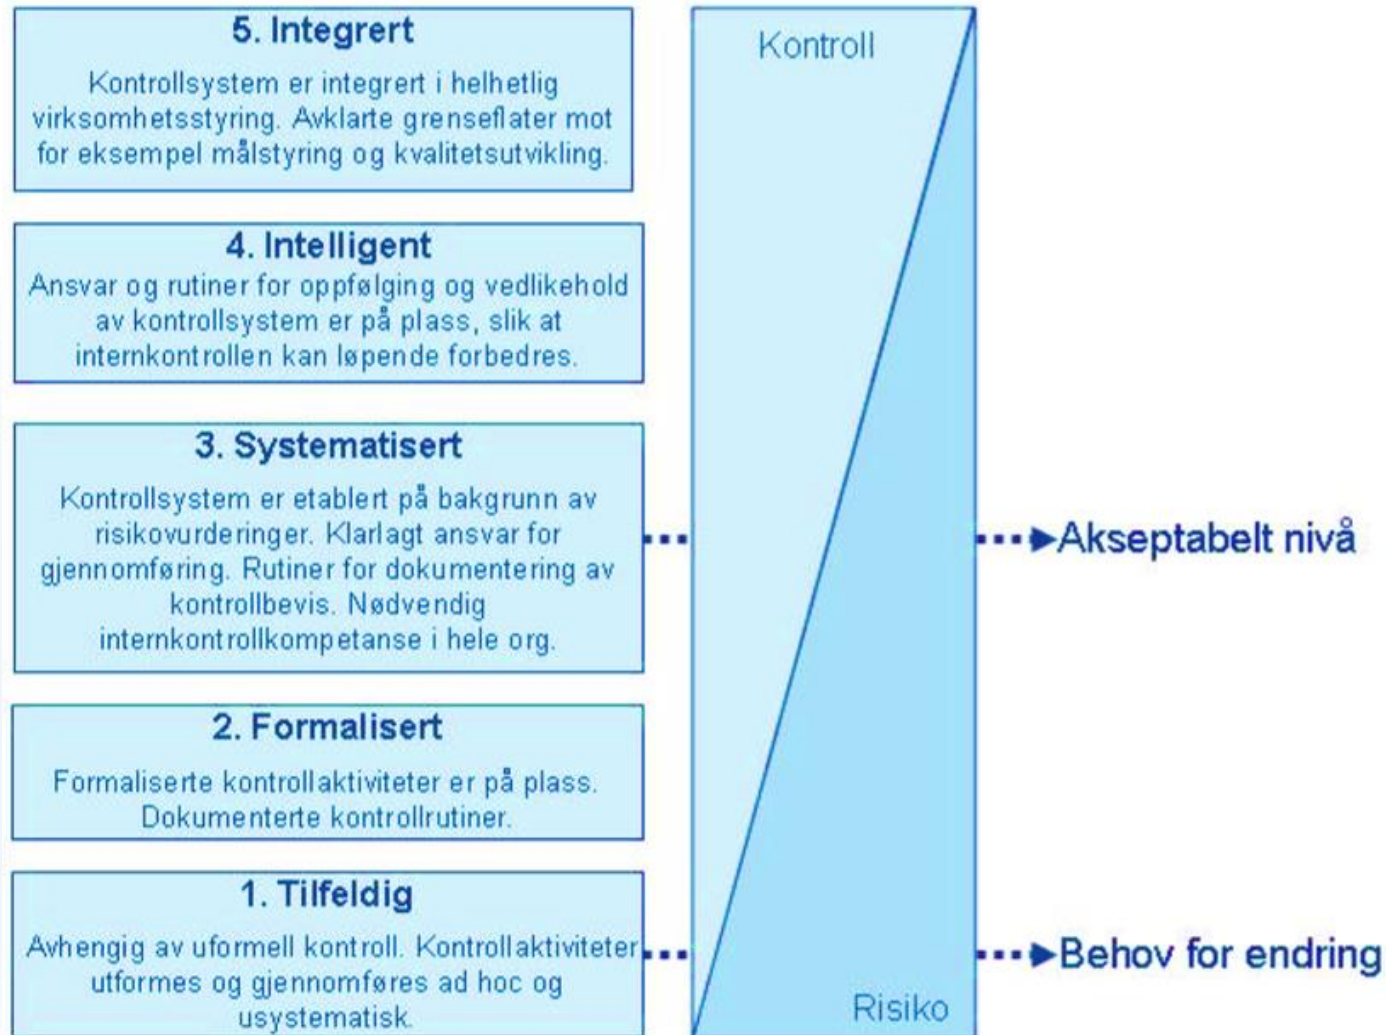 5. Integrert
Kontrollsystem er integrert i helhetlig
virksomhetsstyring. Avklarte grenseflater mot
for eksempel målstyring og kvalitetsutvikling.
4. Intelligent
Ansvar og rutiner for oppfølging og vedlikehold
av kontrollsystem er på plass, slik at
internkontrollen kan løpende forbedres.
3. Systematisert
Kontrollsystem er etablert på bakgrunn av
risikovurderinger. Klarlagt ansvar for
gjennomføring. Rutiner for dokumentering av
kontrollbevis. Nødvendig
internkontrollkompetanse i hele org.
2. Formalisert
Formaliserte kontrollaktiviteter er på plass.
Dokumenterte kontrollrutiner.
1. Tilfeldig
Avhengig av uformell kontroll. Kontrollaktiviteter
utformes og gjennomføres ad hoc og
usystematisk.
Kontroll
Risiko
Akseptabelt nivå
Behov for endring